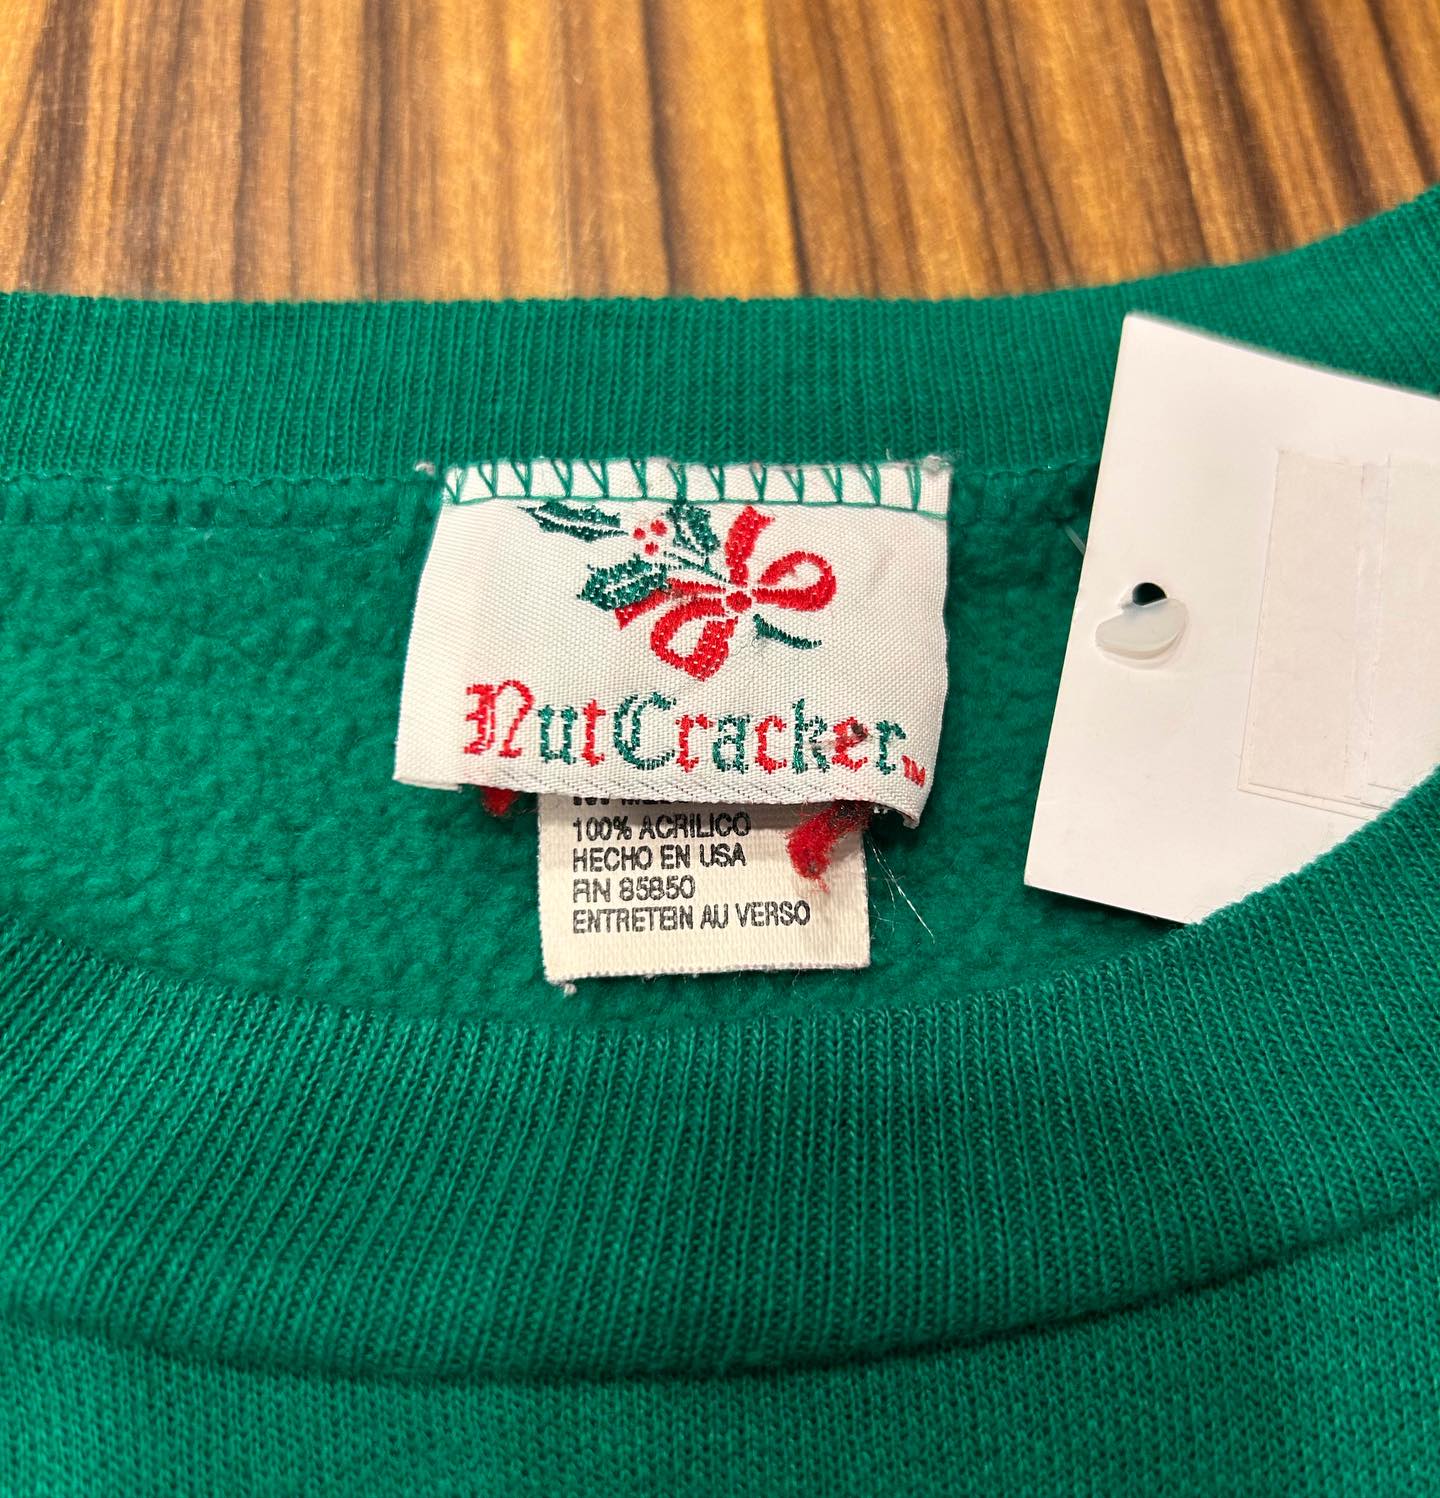 NutCracker™
100% ACRILICO
HECHO EN USA
RN 85850
ENTRETEIN AU VERSO